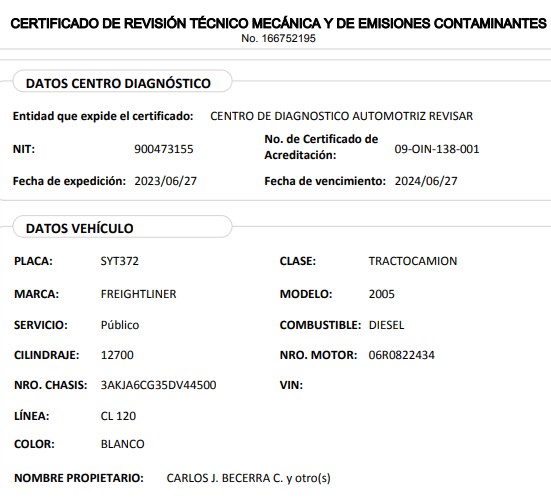 CERTIFICADO DE REVISIÓN TÉCNICO MECÁNICA Y DE EMISIONES CONTAMINANTES
No. 166752195
DATOS CENTRO DIAGNÓSTICO
Entidad que expide el certificado: CENTRO DE DIAGNOSTICO AUTOMOTRIZ REVISAR
NIT: 900473155 No. de Certificado de Acreditación: 09-OIN-138-001
Fecha de expedición: 2023/06/27 Fecha de vencimiento: 2024/06/27
DATOS VEHÍCULO
PLACA: SYT372 CLASE: TRACTOCAMION
MARCA: FREIGHTLINER MODELO: 2005
SERVICIO: Público COMBUSTIBLE: DIESEL
CILINDRAJE: 12700 NRO. MOTOR: 06R0822434
NRO. CHASIS: 3AKJA6CG35DV44500 VIN:
LÍNEA: CL 120
COLOR: BLANCO
NOMBRE PROPIETARIO: CARLOS J. BECERRA C. y otro(s)